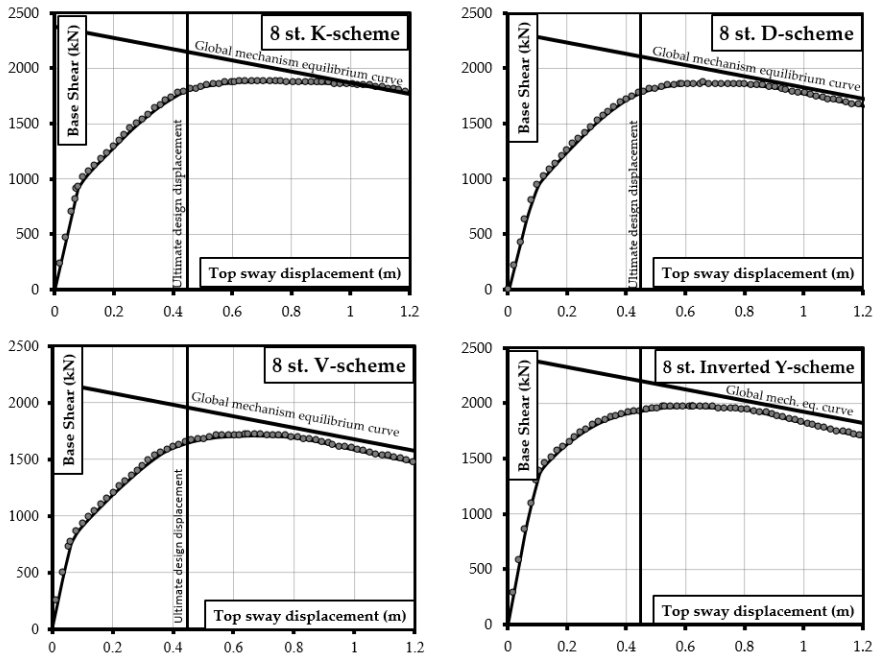 2500
2000
1500
1000
500
0
Base Shear (kN)
8 st. K-scheme
Global mechanism equilibrium curve
Ultimate design displacement
Top sway displacement (m)
0 0.2 0.4 0.6 0.8 1 1.2
2500
2000
1500
1000
500
0
Base Shear (kN)
8 st. D-scheme
Global mechanism equilibrium curve
Ultimate design displacement
Top sway displacement (m)
0 0.2 0.4 0.6 0.8 1 1.2
2500
2000
1500
1000
500
0
Base Shear (kN)
8 st. V-scheme
Global mechanism equilibrium curve
Ultimate design displacement
Top sway displacement (m)
0 0.2 0.4 0.6 0.8 1 1.2
2500
2000
1500
1000
500
0
Base Shear (kN)
8 st. Inverted Y-scheme
Global mech. eq. curve
Top sway displacement (m)
0 0.2 0.4 0.6 0.8 1 1.2